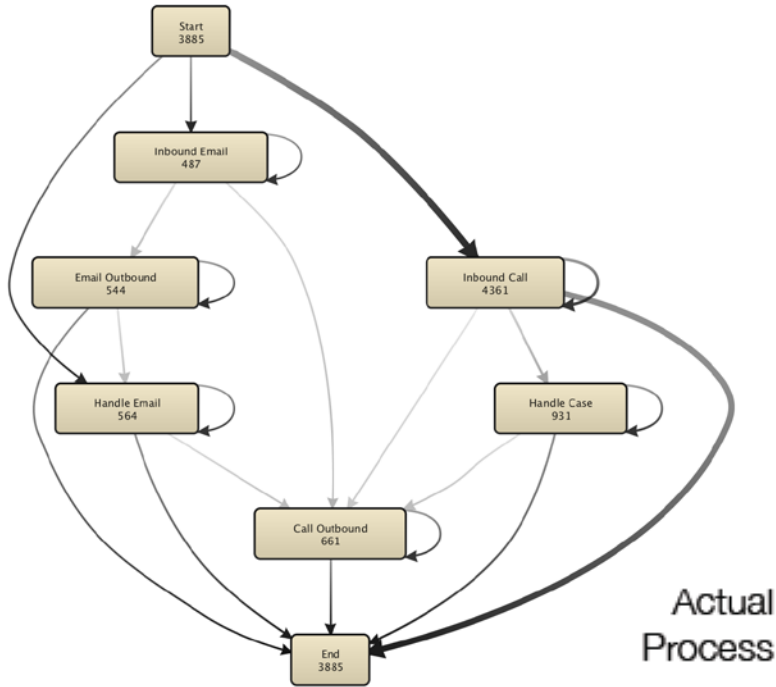 Start
3885
Inbound Email
487
Email Outbound
544
Inbound Call
4361
Handle Email
564
Handle Case
931
Call Outbound
661
Actual
Process
End
3885